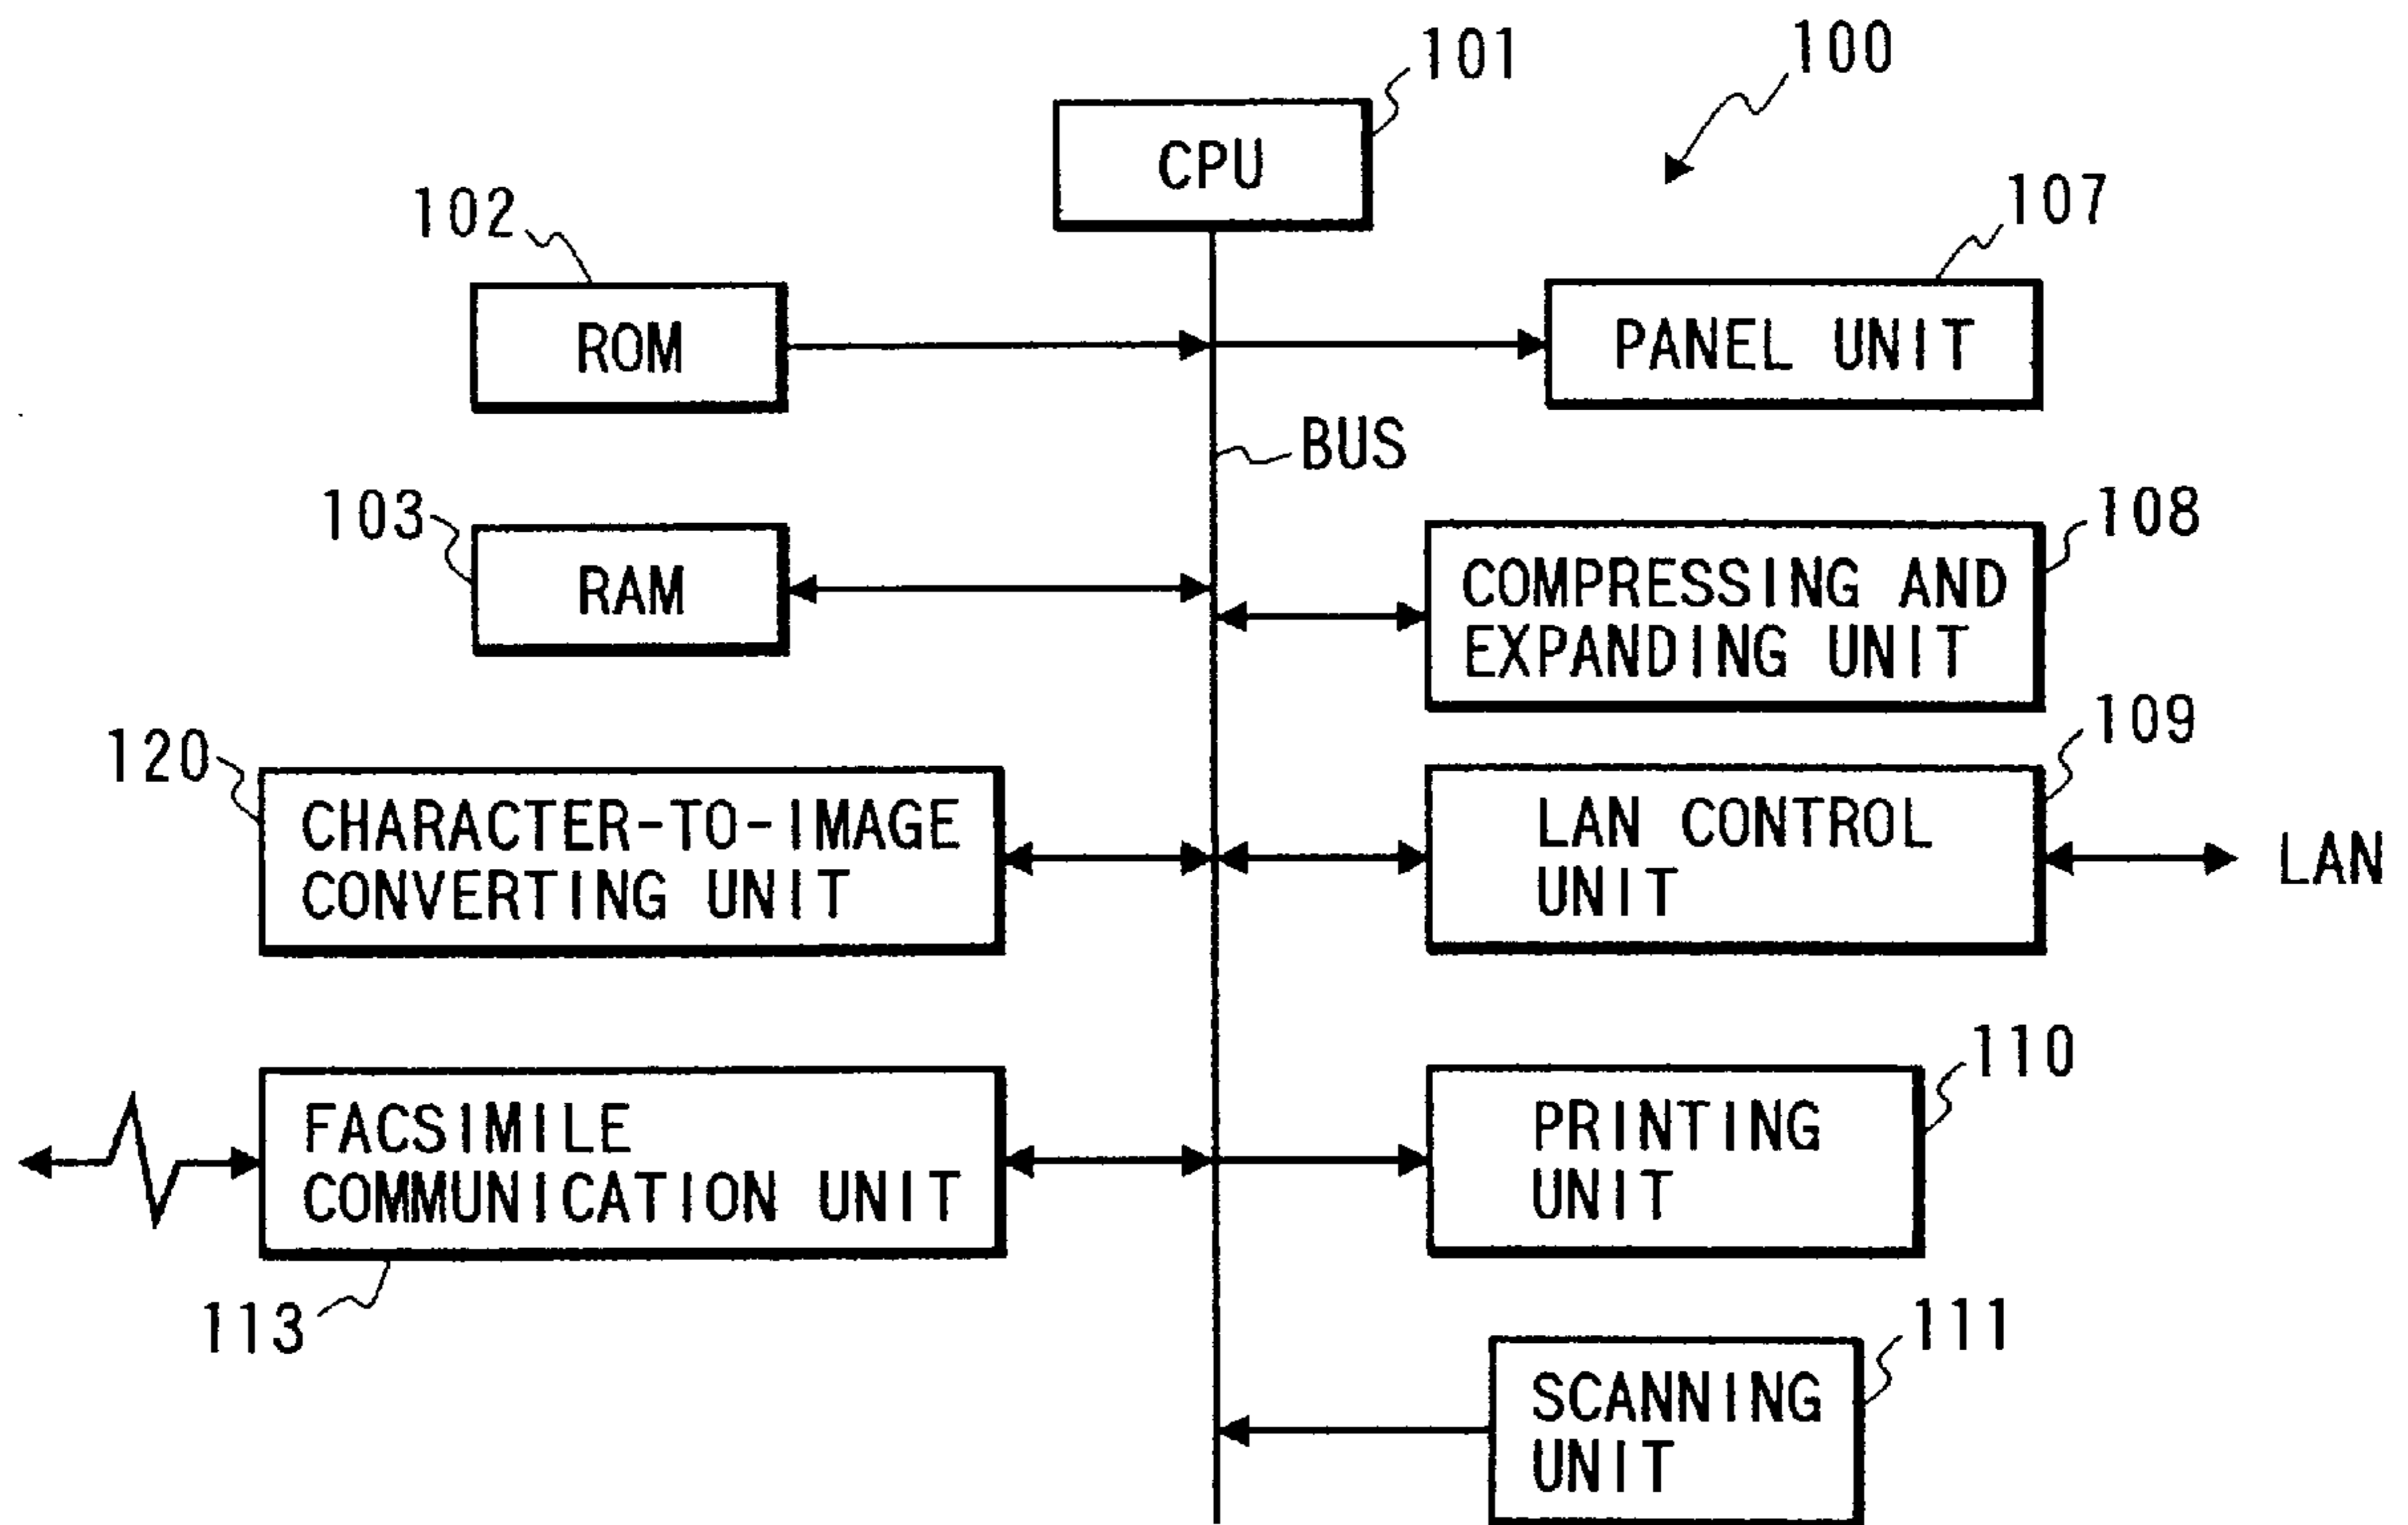 101
100
CPU
102
107
ROM
PANEL UNIT
BUS
103
108
RAM
COMPRESSING AND
EXPANDING UNIT
120
109
CHARACTER-TO-IMAGE
CONVERTING UNIT
LAN CONTROL
UNIT
LAN
110
FACSIMILE
COMMUNICATION UNIT
PRINTING
UNIT
113
111
SCANNING
UNIT